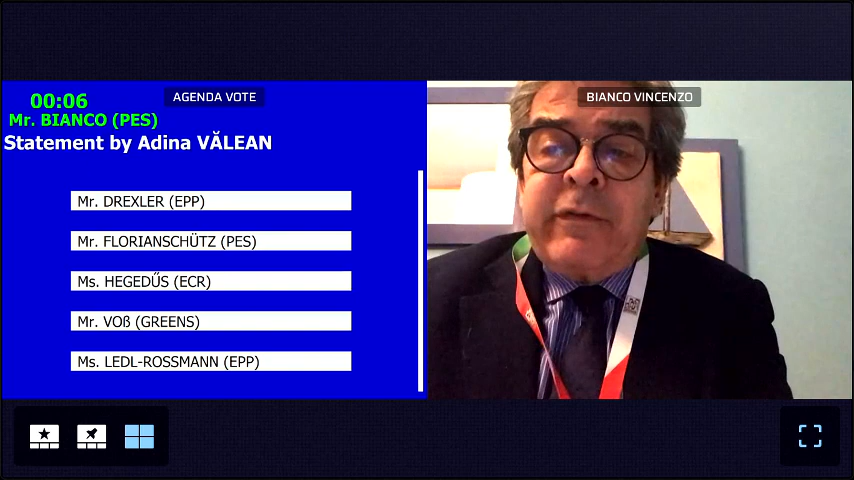 00:06
AGENDA VOTE
Mr. BIANCO (PES)
Statement by Adina VĂLEAN
Mr. DREXLER (EPP)
Mr. FLORIANSCHÜTZ (PES)
Ms. HEGEDŰS (ECR)
Mr. VOß (GREENS)
Ms. LEDL-ROSSMANN (EPP)
BIANCO VINCENZO